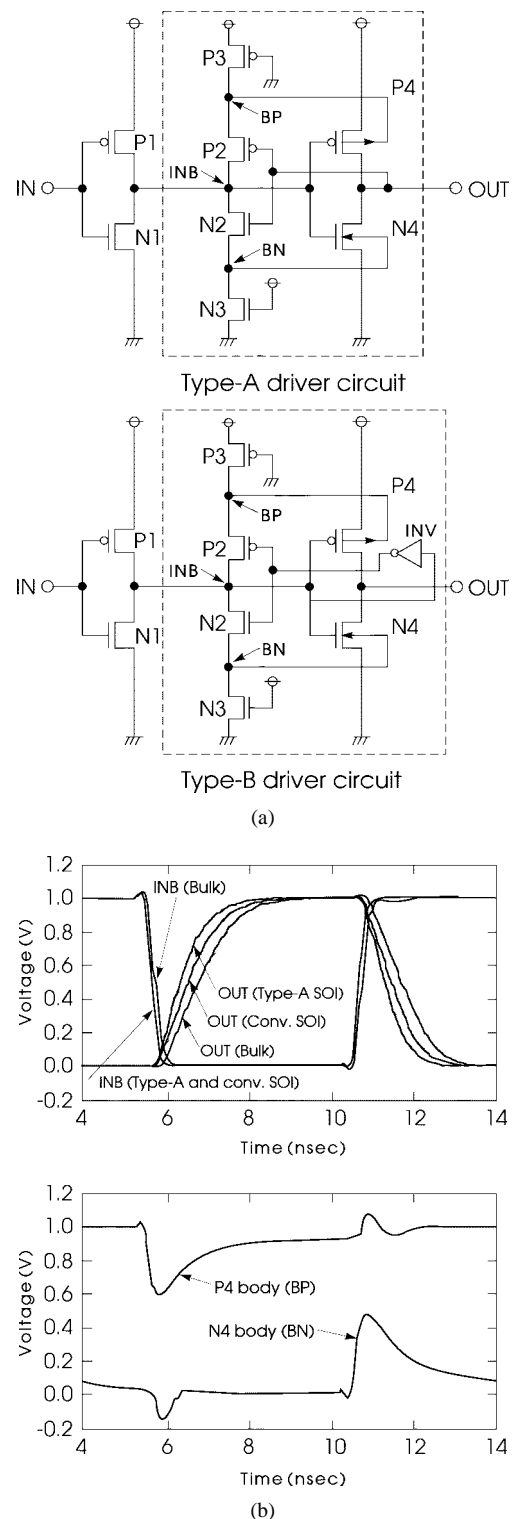 P3
P4
BP
P1
P2
INB
IN
OUT
N2
N1
BN
N4
N3
Type-A driver circuit
P3
P4
BP
INV
P1
P2
INB
IN
OUT
N2
N1
BN
N4
N3
Type-B driver circuit
(a)
1.2
1.0
0.8
0.6
0.4
0.2
0.0
-0.2
Voltage (V)
INB (Bulk)
OUT (Type-A SOI)
OUT (Conv. SOI)
OUT (Bulk)
INB (Type-A and conv. SOI)
4 6 8 10 12 14
Time (nsec)
1.2
1.0
0.8
0.6
0.4
0.2
0.0
-0.2
Voltage (V)
P4 body (BP)
N4 body (BN)
4 6 8 10 12 14
Time (nsec)
(b)